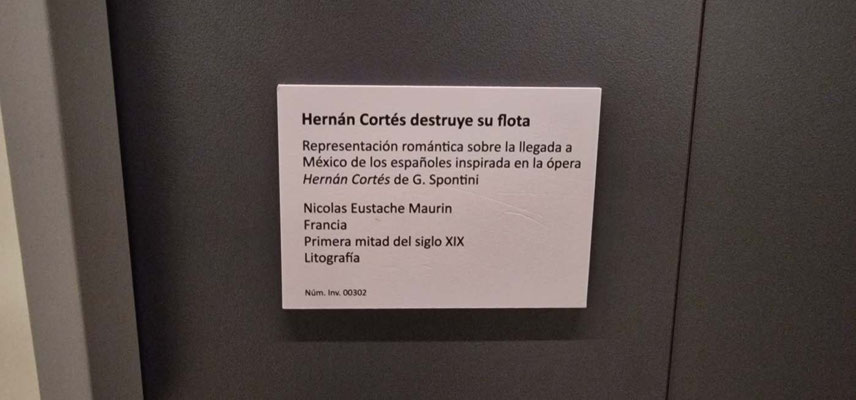 Hernán Cortés destruye su flota
Representación romántica sobre la llegada a
México de los españoles inspirada en la ópera
Hernán Cortés de G. Spontini
Nicolas Eustache Maurin
Francia
Primera mitad del siglo XIX
Litografía
Núm. Inv. 00302